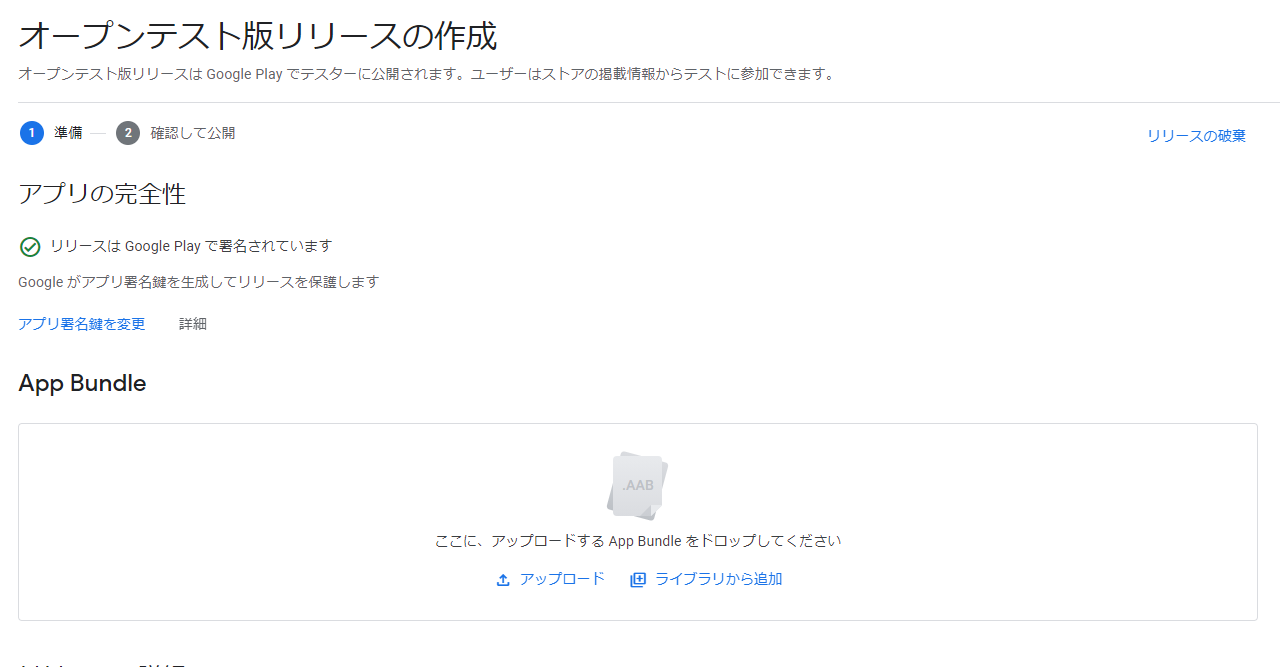 オープンテスト版リリースの作成
オープンテスト版リリースは Google Play でテスターに公開されます。ユーザーはストアの掲載情報からテストに参加できます。
1 準備 2 確認して公開 リリースの破棄
アプリの完全性
リリースは Google Play で署名されています
Google がアプリ署名鍵を生成してリリースを保護します
アプリ署名鍵を変更 詳細
App Bundle
.AAB
ここに、アップロードする App Bundle をドロップしてください
アップロード ライブラリから追加